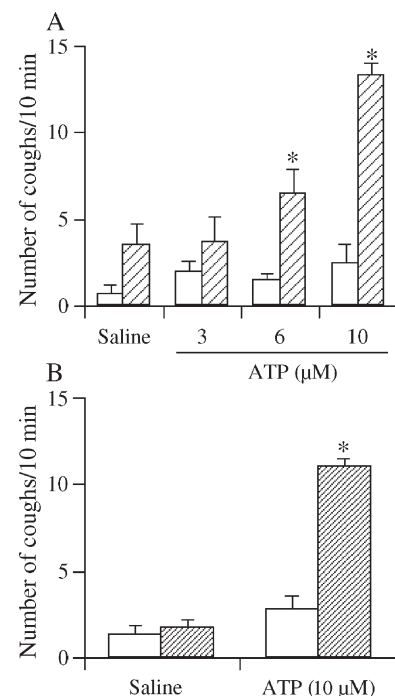 A
15
10
5
0
Number of coughs/10 min
*
*
Saline 3 6 10
ATP (μM)
B
15
10
5
0
Number of coughs/10 min
*
Saline ATP (10 μM)